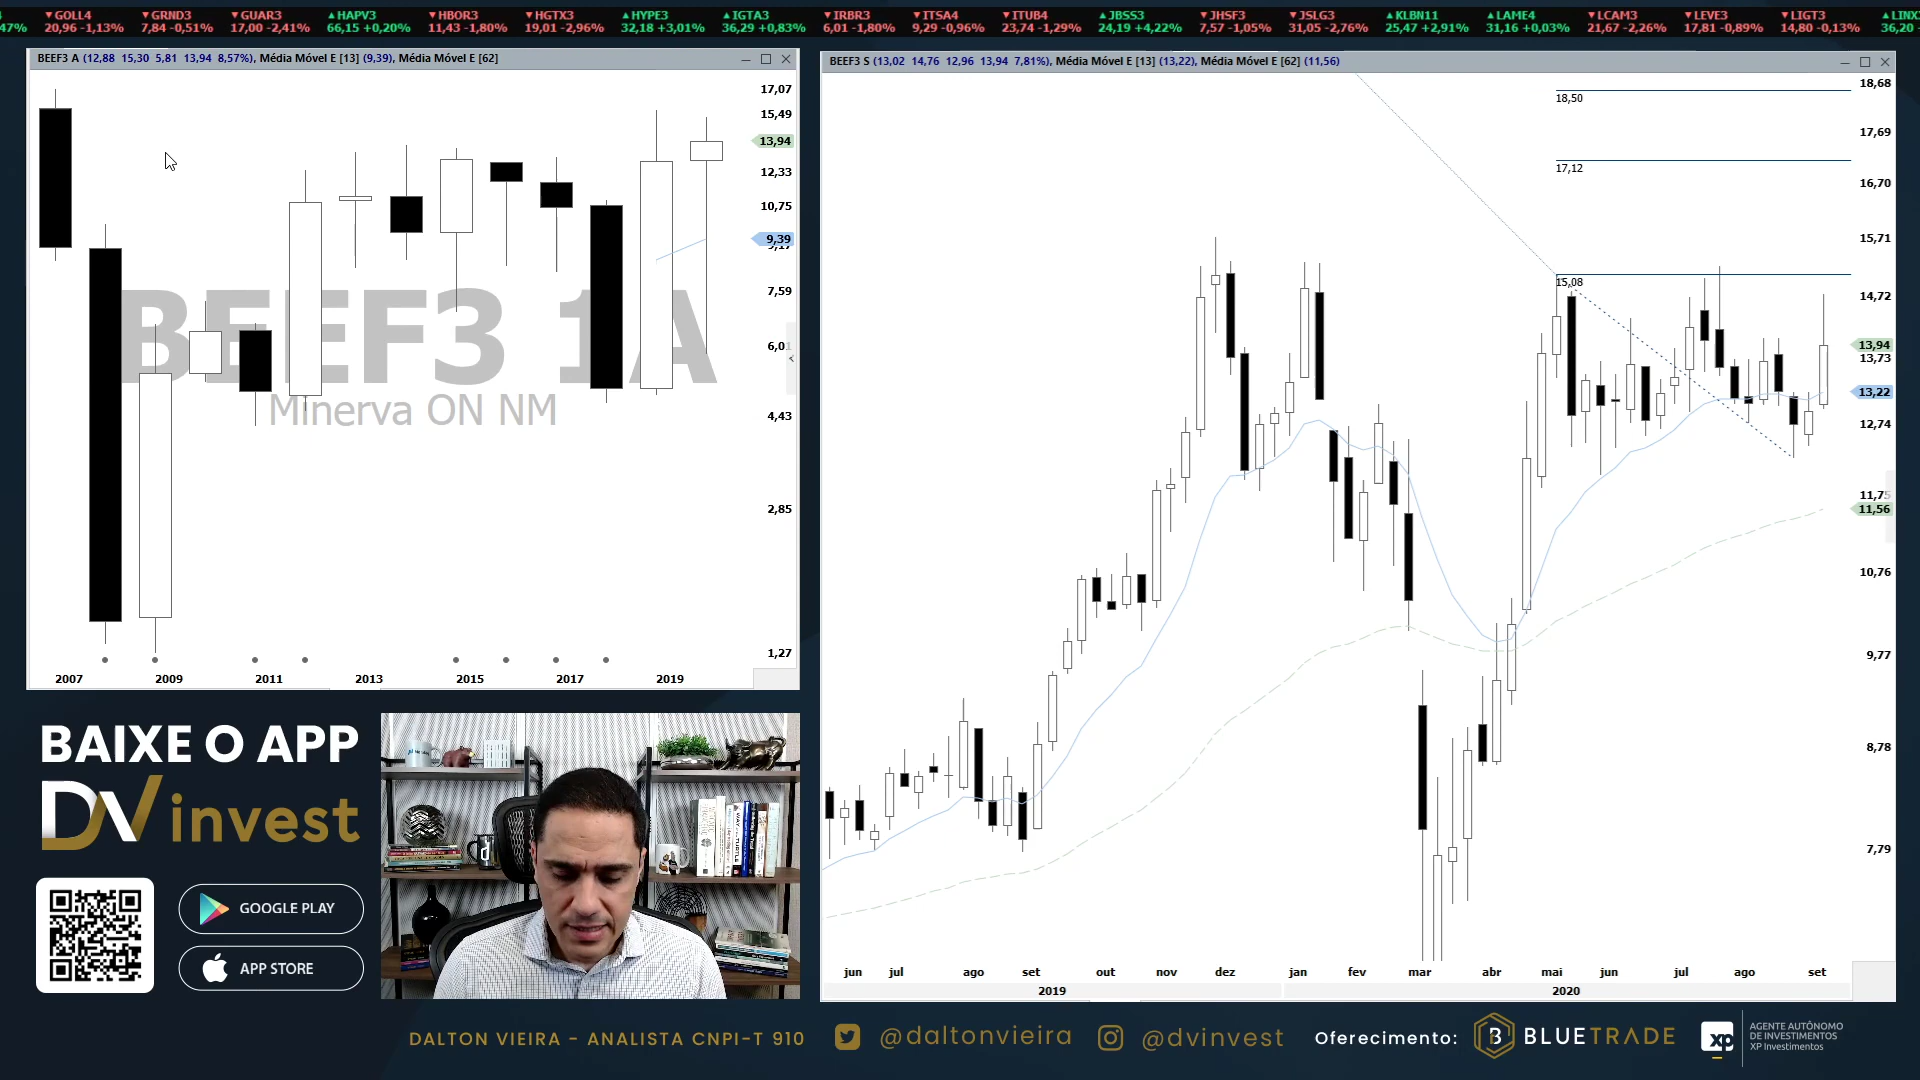 47% ▼GOLL4 20,96 -1,13% ▼GRND3 7,84 -0,51% ▼GUAR3 17,00 -2,41% ▲HAPV3 66,15 +0,20% ▼HBOR3 11,43 -1,80% ▼HGTX3 19,01 -2,96% ▲HYPE3 32,18 +3,01% ▲IGTA3 36,29 +0,83% ▼IRBR3 6,01 -1,80% ▼ITSA4 9,29 -0,96% ▼ITUB4 23,74 -1,29% ▲JBSS3 24,19 +4,22% ▼JHSF3 7,57 -1,05% ▼JSLG3 31,05 -2,76% ▲KLBN11 25,47 +2,91% ▲LAME4 31,16 +0,03% ▼LCAM3 21,67 -2,26% ▼LEVE3 17,81 -0,89% ▼LIGT3 14,80 -0,13% ▲LINX 36,20
BEEF3 A (12,88 15,30 5,81 13,94 8,57%), Média Móvel E [13] (9,39), Média Móvel E [62]
17,07
15,49
13,94
12,33
10,75
9,39
7,59
6,01
4,43
2,85
1,27
BEEF3 1A
Minerva ON NM
2007 2009 2011 2013 2015 2017 2019
BEEF3 S (13,02 14,76 12,96 13,94 7,81%), Média Móvel E [13] (13,22), Média Móvel E [62] (11,56)
18,50
17,12
15,08
18,68
17,69
16,70
15,71
14,72
13,94
13,73
13,22
12,74
11,75
11,56
10,76
9,77
8,78
7,79
jun jul ago set out nov dez jan fev mar abr mai jun jul ago set
2019 2020
BAIXE O APP
DV invest
GOOGLE PLAY
APP STORE
DALTON VIEIRA - ANALISTA CNPI-T 910 @daltonvieira @dvinvest Oferecimento: BLUETRADE xp
AGENTE AUTÔNOMO
DE INVESTIMENTOS
XP Investimentos